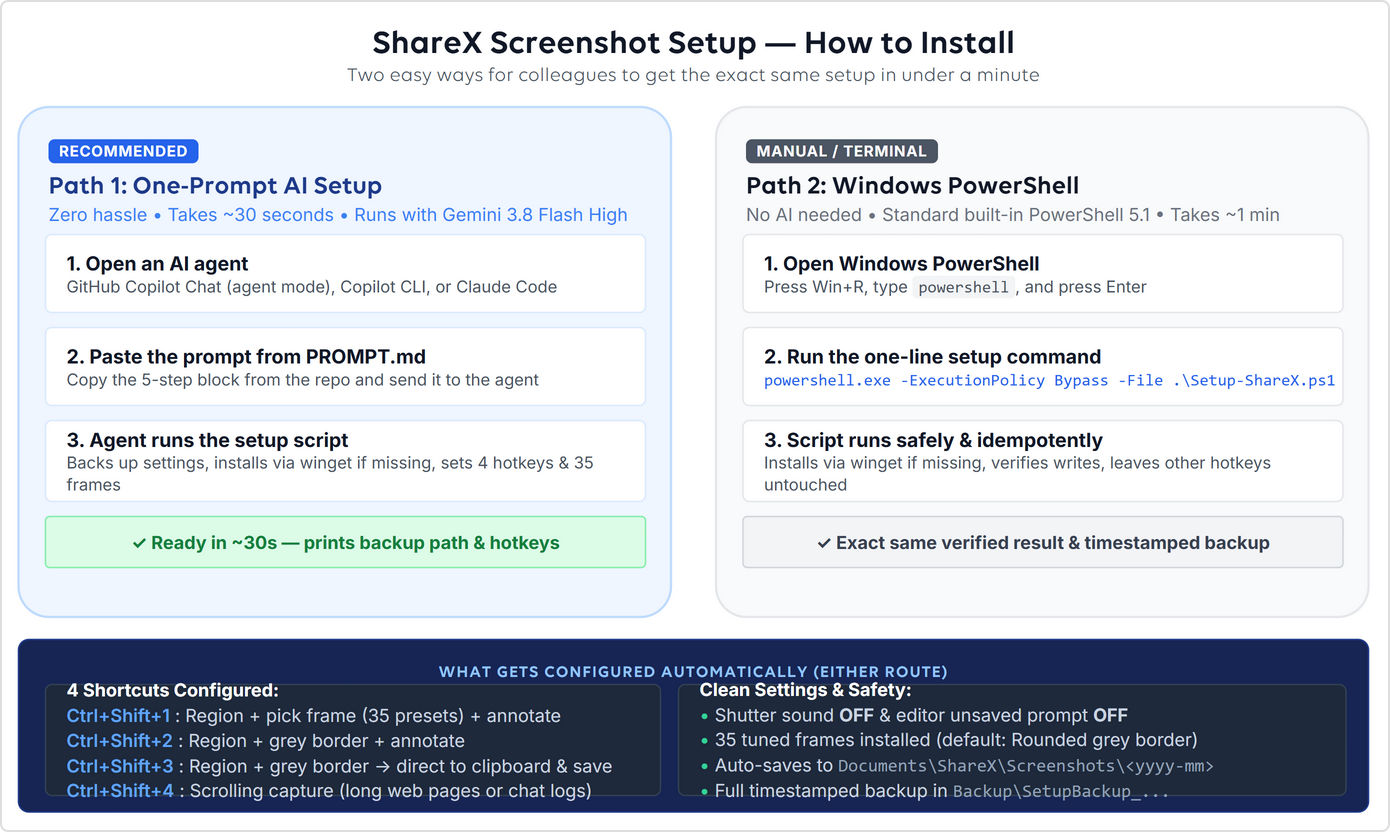 ShareX Screenshot Setup — How to Install
Two easy ways for colleagues to get the exact same setup in under a minute
RECOMMENDED
Path 1: One-Prompt AI Setup
Zero hassle • Takes ~30 seconds • Runs with Gemini 3.8 Flash High
1. Open an AI agent
GitHub Copilot Chat (agent mode), Copilot CLI, or Claude Code
2. Paste the prompt from PROMPT.md
Copy the 5-step block from the repo and send it to the agent
3. Agent runs the setup script
Backs up settings, installs via winget if missing, sets 4 hotkeys & 35
frames
✓ Ready in ~30s — prints backup path & hotkeys
MANUAL / TERMINAL
Path 2: Windows PowerShell
No AI needed • Standard built-in PowerShell 5.1 • Takes ~1 min
1. Open Windows PowerShell
Press Win+R, type powershell, and press Enter
2. Run the one-line setup command
powershell.exe -ExecutionPolicy Bypass -File .\Setup-ShareX.ps1
3. Script runs safely & idempotently
Installs via winget if missing, verifies writes, leaves other hotkeys
untouched
✓ Exact same verified result & timestamped backup
WHAT GETS CONFIGURED AUTOMATICALLY (EITHER ROUTE)
4 Shortcuts Configured:
Ctrl+Shift+1 : Region + pick frame (35 presets) + annotate
Ctrl+Shift+2 : Region + grey border + annotate
Ctrl+Shift+3 : Region + grey border → direct to clipboard & save
Ctrl+Shift+4 : Scrolling capture (long web pages or chat logs)
Clean Settings & Safety:
• Shutter sound OFF & editor unsaved prompt OFF
• 35 tuned frames installed (default: Rounded grey border)
• Auto-saves to Documents\ShareX\Screenshots\<yyyy-mm>
• Full timestamped backup in Backup\SetupBackup_...